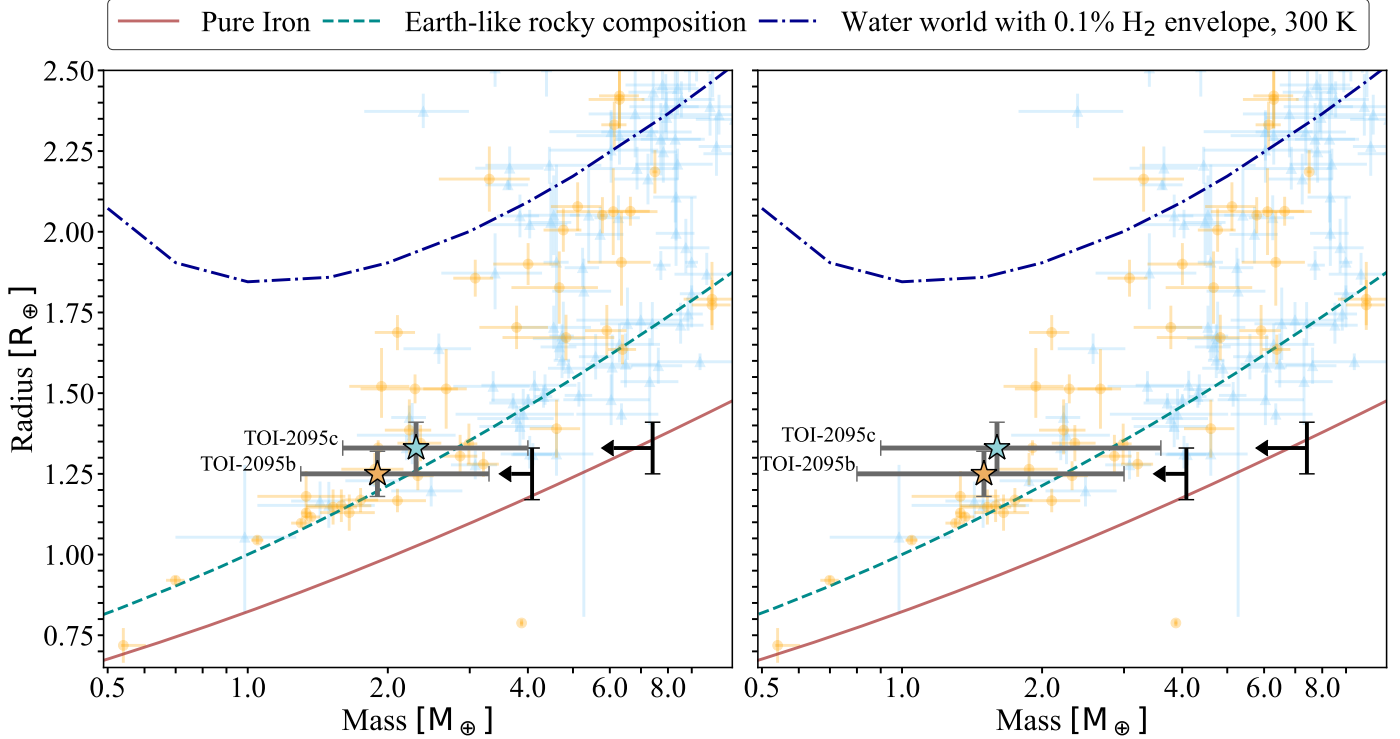 Pure Iron Earth-like rocky composition Water world with 0.1% H₂ envelope, 300 K
2.50
2.25
2.00
1.75
1.50
1.25
1.00
0.75
Radius [R⊕]
TOI-2095c
TOI-2095b
0.5 1.0 2.0 4.0 6.0 8.0
Mass [M⊕]
TOI-2095c
TOI-2095b
0.5 1.0 2.0 4.0 6.0 8.0
Mass [M⊕]